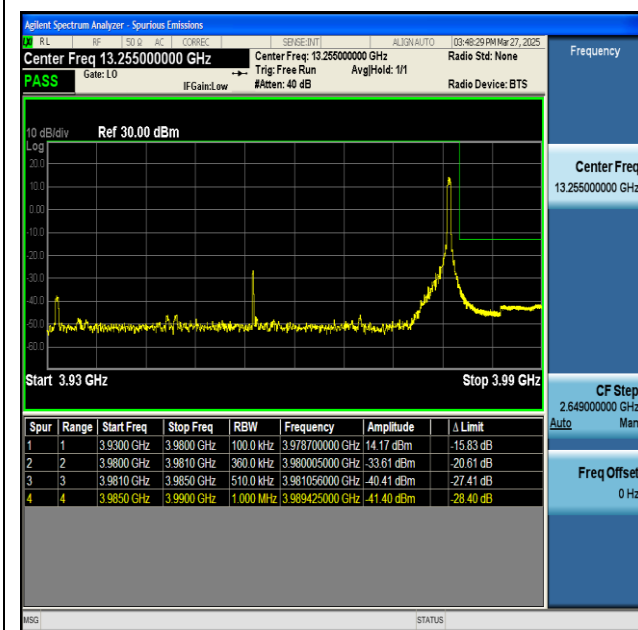 Agilent Spectrum Analyzer - Spurious Emissions
RL RF 50 Ω AC CORREC SENSE:INT ALIGN AUTO 03:48:29 PM Mar 27, 2025
Center Freq 13.255000000 GHz Center Freq: 13.255000000 GHz Radio Std: None
Trig: Free Run Avg|Hold: 1/1
PASS Gate: LO IFGain:Low #Atten: 40 dB Radio Device: BTS
10 dB/div Ref 30.00 dBm
Log
20.0
10.0
0.00
-10.0
-20.0
-30.0
-40.0
-50.0
-60.0
Start 3.93 GHz Stop 3.99 GHz
Spur Range Start Freq Stop Freq RBW Frequency Amplitude Δ Limit
1 1 3.9300 GHz 3.9800 GHz 100.0 kHz 3.978700000 GHz 14.17 dBm -15.83 dB
2 2 3.9800 GHz 3.9810 GHz 360.0 kHz 3.980005000 GHz -33.61 dBm -20.61 dB
3 3 3.9810 GHz 3.9850 GHz 510.0 kHz 3.981056000 GHz -40.41 dBm -27.41 dB
4 4 3.9850 GHz 3.9900 GHz 1.000 MHz 3.989425000 GHz -41.40 dBm -28.40 dB
MSG STATUS
Frequency
Center Freq
13.255000000 GHz
CF Step
2.649000000 GHz
Auto Man
Freq Offset
0 Hz